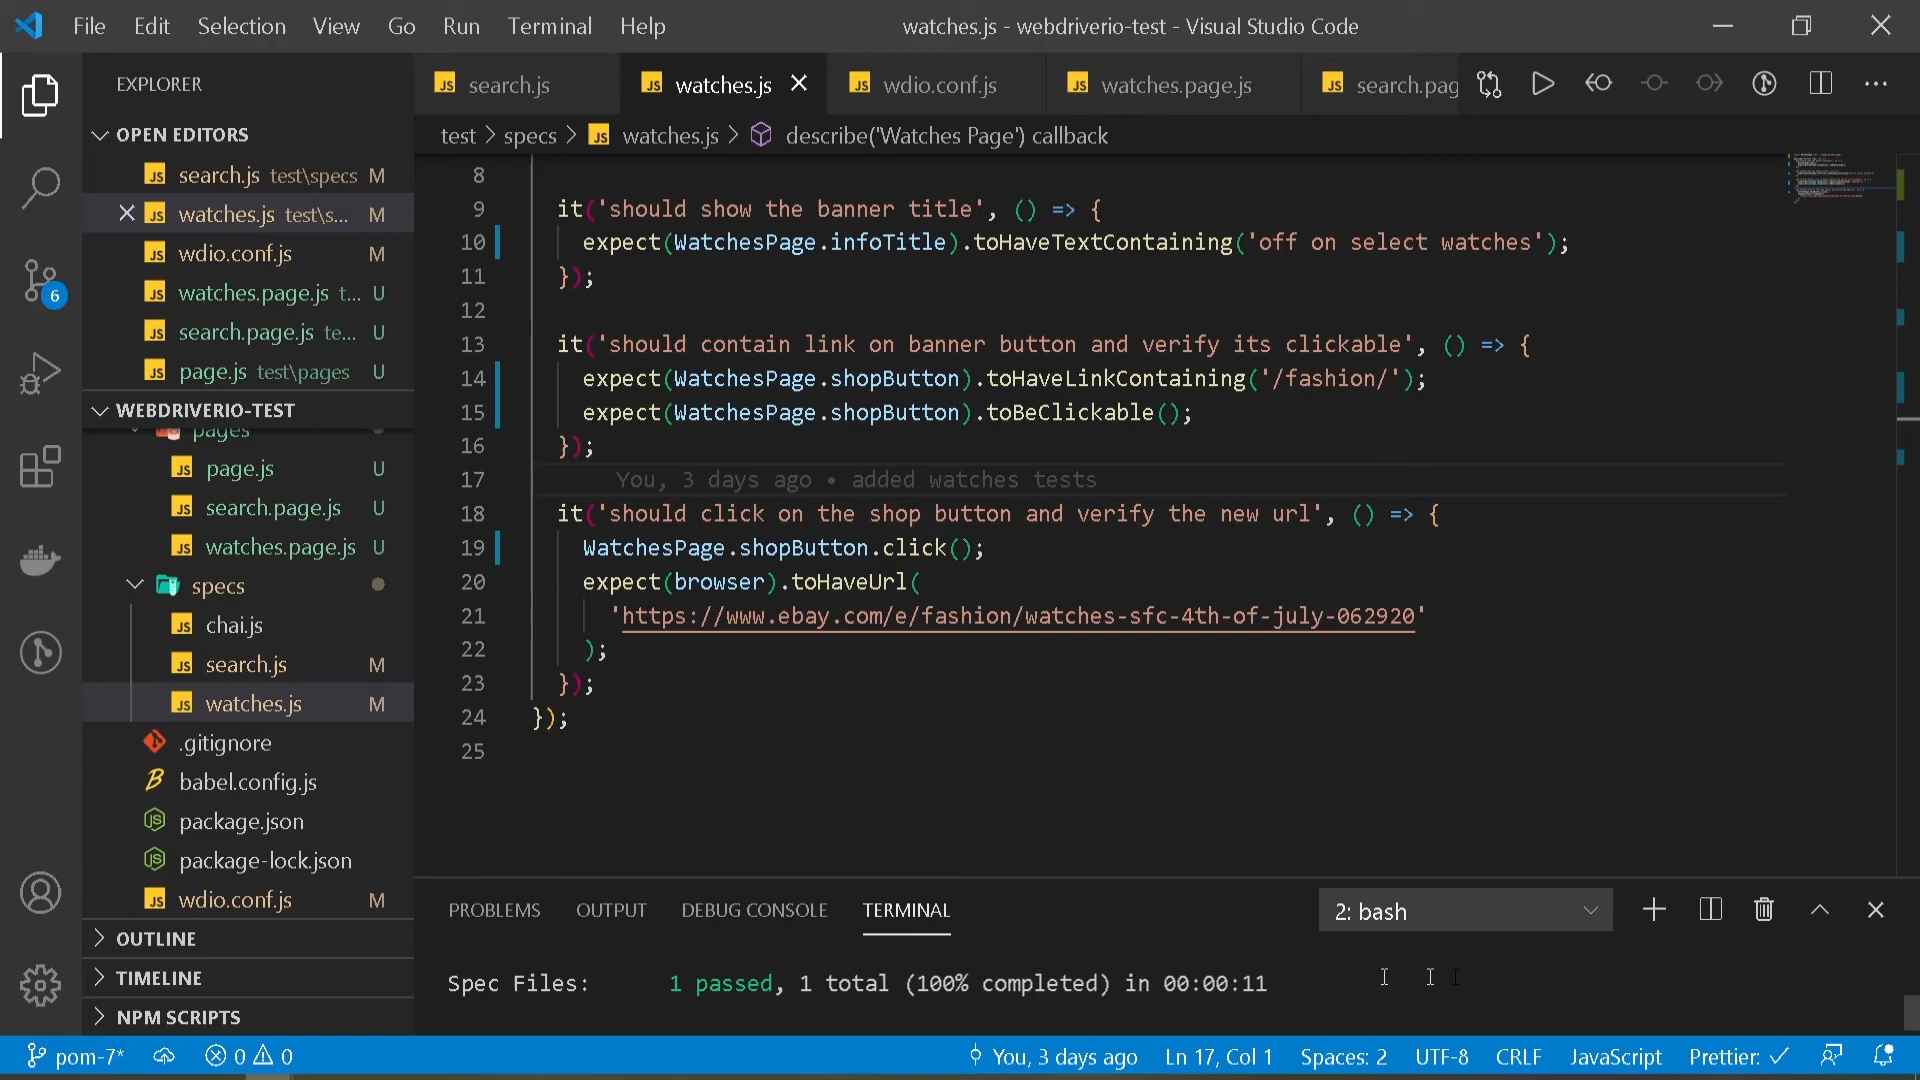 File Edit Selection View Go Run Terminal Help
watches.js - webdriverio-test - Visual Studio Code
EXPLORER
OPEN EDITORS
search.js test\specs M
watches.js test\s... M
wdio.conf.js M
watches.page.js t... U
search.page.js te... U
page.js test\pages U
WEBDRIVERIO-TEST
pages
page.js U
search.page.js U
watches.page.js U
specs
chai.js
search.js M
watches.js M
.gitignore
babel.config.js
package.json
package-lock.json
wdio.conf.js M
OUTLINE
TIMELINE
NPM SCRIPTS
6
search.js
watches.js
wdio.conf.js
watches.page.js
search.pag
test > specs > watches.js > describe('Watches Page') callback
8
9 it('should show the banner title', () => {
10 expect(WatchesPage.infoTitle).toHaveTextContaining('off on select watches');
11 });
12
13 it('should contain link on banner button and verify its clickable', () => {
14 expect(WatchesPage.shopButton).toHaveLinkContaining('/fashion/');
15 expect(WatchesPage.shopButton).toBeClickable();
16 });
17 You, 3 days ago • added watches tests
18 it('should click on the shop button and verify the new url', () => {
19 WatchesPage.shopButton.click();
20 expect(browser).toHaveUrl(
21 'https://www.ebay.com/e/fashion/watches-sfc-4th-of-july-062920'
22 );
23 });
24 });
25
PROBLEMS OUTPUT DEBUG CONSOLE TERMINAL
2: bash
Spec Files: 1 passed, 1 total (100% completed) in 00:00:11
pom-7* 0 0
You, 3 days ago Ln 17, Col 1 Spaces: 2 UTF-8 CRLF JavaScript Prettier: ✓